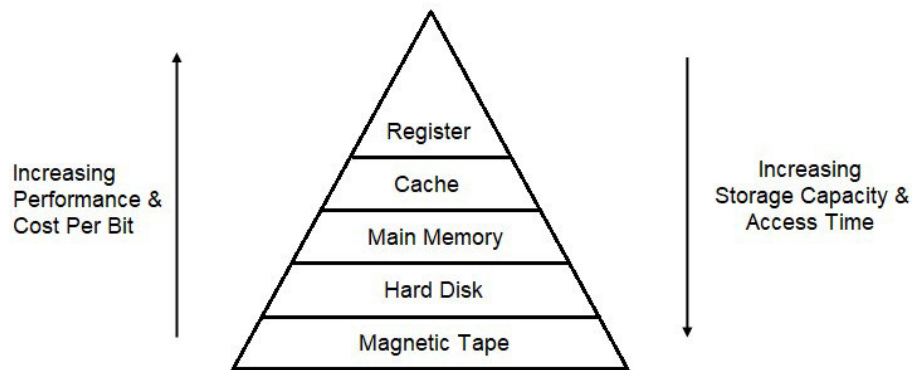 Register
Cache
Main Memory
Hard Disk
Magnetic Tape
Increasing
Performance &
Cost Per Bit
Increasing
Storage Capacity &
Access Time